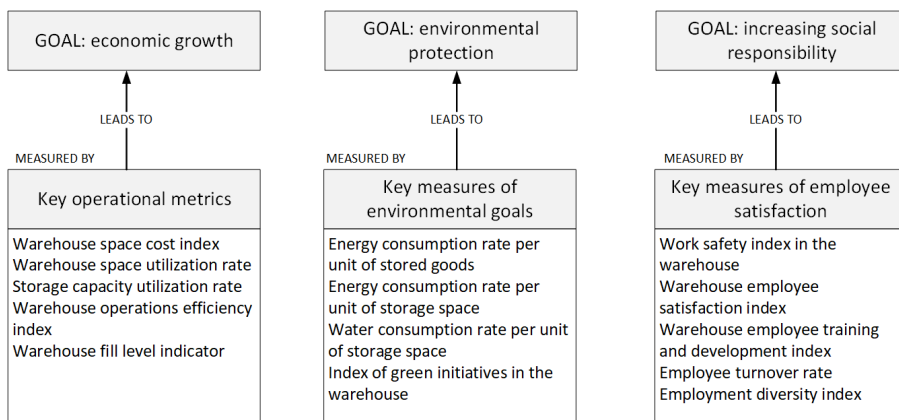 GOAL: economic growth
LEADS TO
MEASURED BY
Key operational metrics
Warehouse space cost index
Warehouse space utilization rate
Storage capacity utilization rate
Warehouse operations efficiency
index
Warehouse fill level indicator
GOAL: environmental
protection
LEADS TO
MEASURED BY
Key measures of
environmental goals
Energy consumption rate per
unit of stored goods
Energy consumption rate per
unit of storage space
Water consumption rate per unit
of storage space
Index of green initiatives in the
warehouse
GOAL: increasing social
responsibility
LEADS TO
MEASURED BY
Key measures of employee
satisfaction
Work safety index in the
warehouse
Warehouse employee
satisfaction index
Warehouse employee training
and development index
Employee turnover rate
Employment diversity index